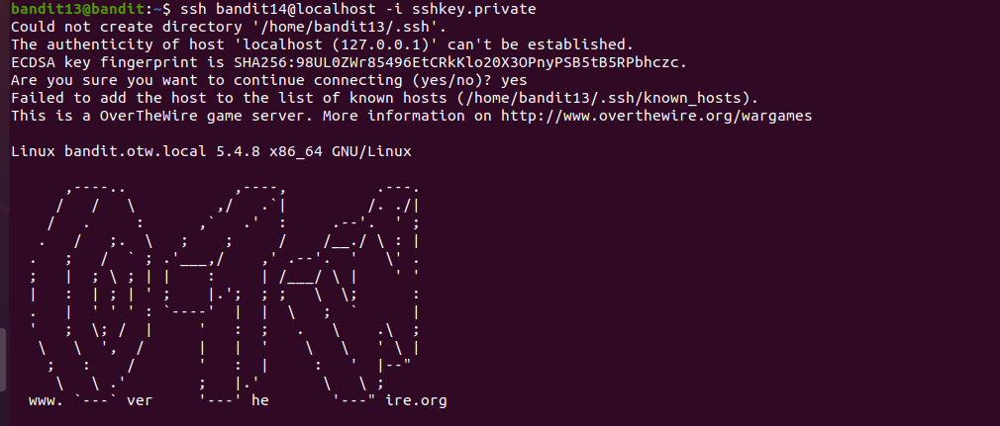 bandit13@bandit:~$ ssh bandit14@localhost -i sshkey.private
Could not create directory '/home/bandit13/.ssh'.
The authenticity of host 'localhost (127.0.0.1)' can't be established.
ECDSA key fingerprint is SHA256:98UL0ZWr85496EtCRkKlo20X3OPnyPSB5tB5RPbhczc.
Are you sure you want to continue connecting (yes/no)? yes
Failed to add the host to the list of known hosts (/home/bandit13/.ssh/known_hosts).
This is a OverTheWire game server. More information on http://www.overthewire.org/wargames
Linux bandit.otw.local 5.4.8 x86_64 GNU/Linux
      ,----..            ,----,          .---.
     /   /   \         ,/   .`|         /. ./|
    /   .     :      ,`   .'  :     .--'.  ' ;
   .   /   ;.  \   ;    ;     /    /__./ \ : |
  .   ;   /  ` ; .'___,/    ,' .--'.  '   \' .
  ;   |  ; \ ; | |    :     | /___/ \ |    ' '
  |   :  | ; | ' ;    |.';  ; ;   \  \;      :
  .   |  ' ' ' : `----'  |  |  \   ;  `      |
  '   ;  \; /  |     '   :  ;   .   \    .\  ;
   \   \  ',  /      |   |  '    \   \   ' \ |
    ;   :    /       '   :  |     :   '  |--"
     \   \ .'        ;   |.'       \   \ ;
  www. `---` ver     '---' he       '---" ire.org